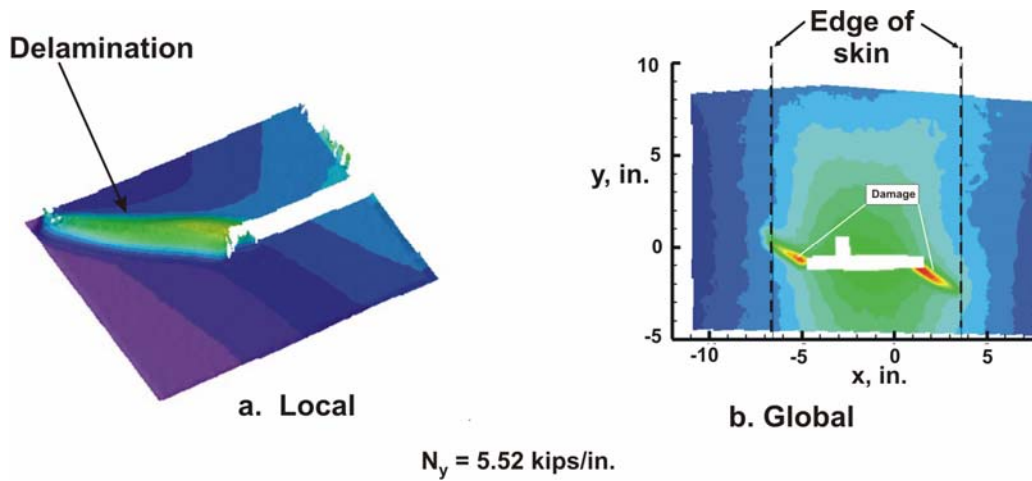 Delamination
Edge of
skin
10
y, in.
5
Damage
0
-5
-10 -5 0 5
x, in.
a. Local
b. Global
Ny = 5.52 kips/in.